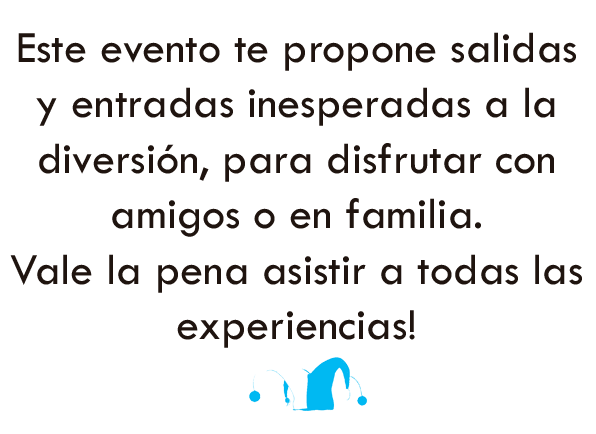 Este evento te propone salidas
y entradas inesperadas a la
diversión, para disfrutar con
amigos o en familia.
Vale la pena asistir a todas las
experiencias!